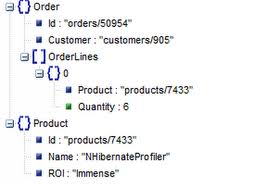 {} Order
Id : "orders/50954"
Customer : "customers/905"
[] OrderLines
{} 0
Product : "products/7433"
Quantity : 6
{} Product
Id : "products/7433"
Name : "NHibernateProfiler"
ROI : "Immense"